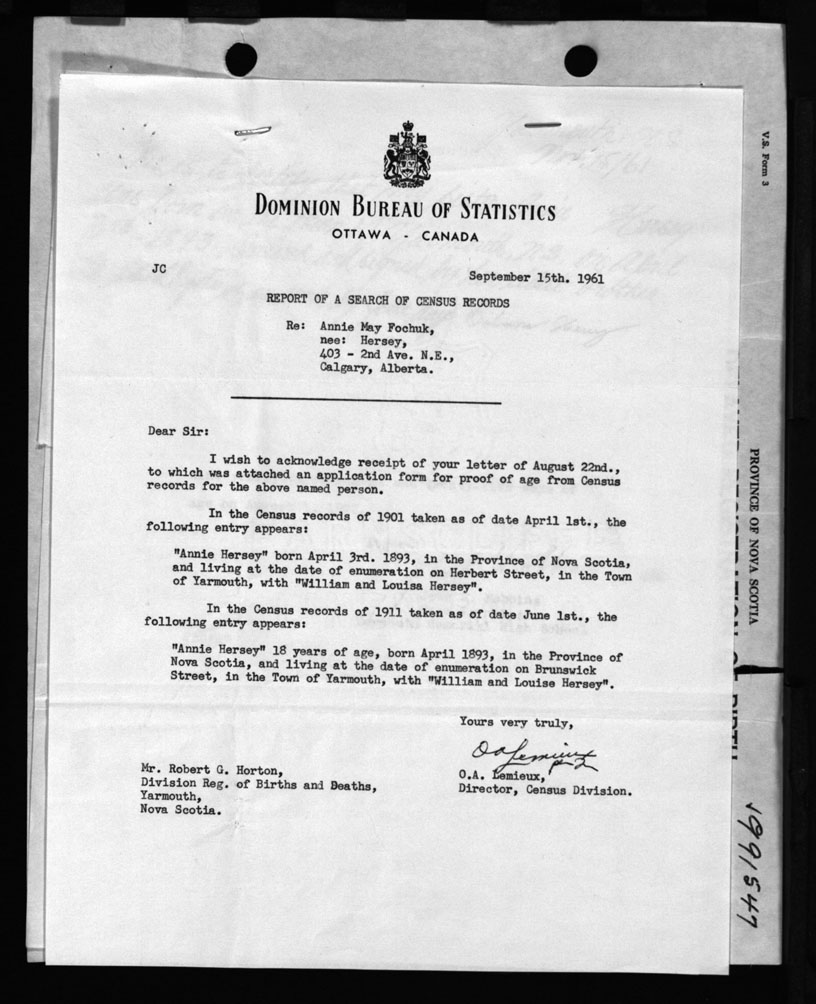 DOMINION BUREAU OF STATISTICS
OTTAWA - CANADA
JC
September 15th. 1961
REPORT OF A SEARCH OF CENSUS RECORDS
Re: Annie May Fochuk,
nee: Hersey,
403 - 2nd Ave. N.E.,
Calgary, Alberta.
Dear Sir:
I wish to acknowledge receipt of your letter of August 22nd.,
to which was attached an application form for proof of age from Census
records for the above named person.
In the Census records of 1901 taken as of date April 1st., the
following entry appears:
"Annie Hersey" born April 3rd. 1893, in the Province of Nova Scotia,
and living at the date of enumeration on Herbert Street, in the Town
of Yarmouth, with "William and Louisa Hersey".
In the Census records of 1911 taken as of date June 1st., the
following entry appears:
"Annie Hersey" 18 years of age, born April 1893, in the Province of
Nova Scotia, and living at the date of enumeration on Brunswick
Street, in the Town of Yarmouth, with "William and Louise Hersey".
Yours very truly,
OALemieux
O.A. Lemieux,
Director, Census Division.
Mr. Robert G. Horton,
Division Reg. of Births and Deaths,
Yarmouth,
Nova Scotia.
V.S. Form 3
PROVINCE OF NOVA SCOTIA
1991547